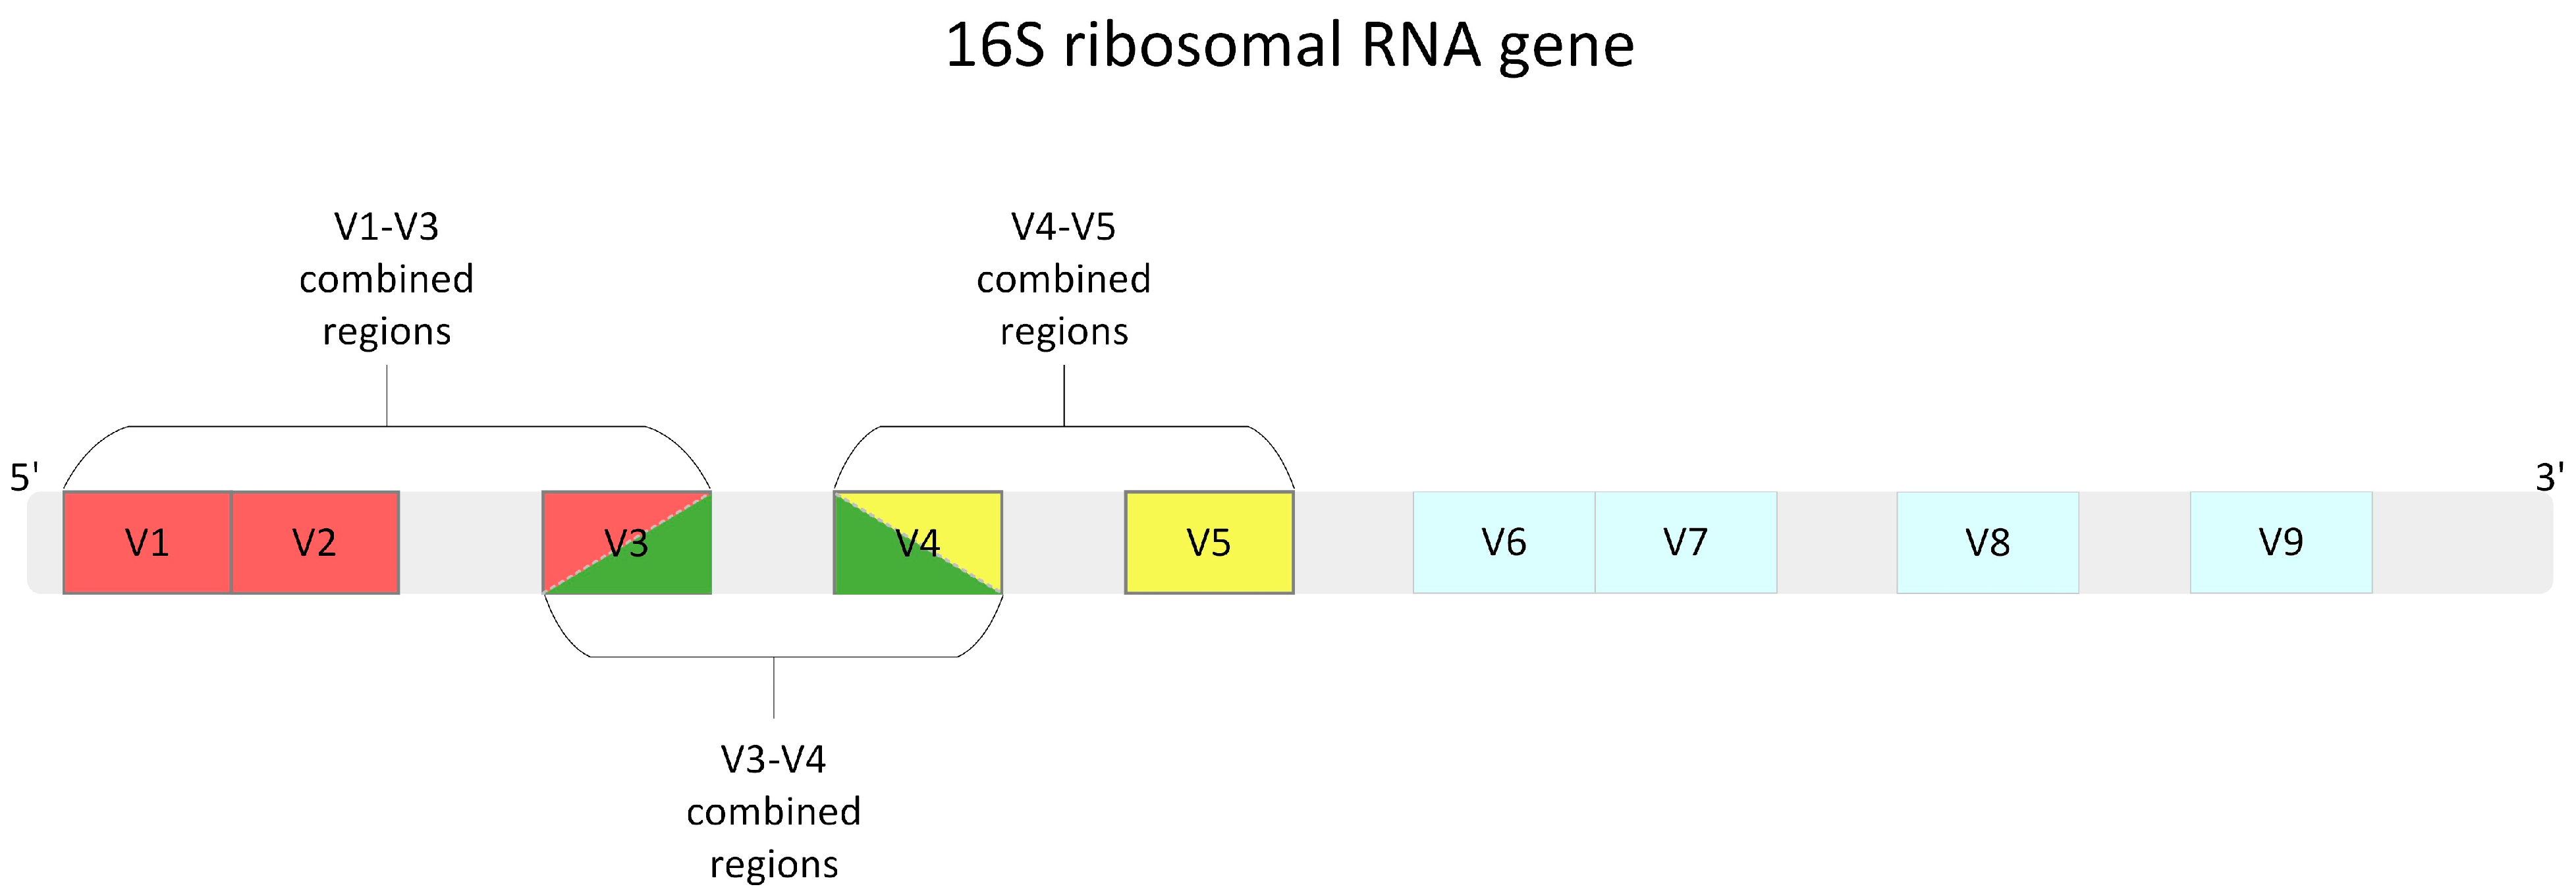 16S ribosomal RNA gene
V1-V3
combined
regions
V4-V5
combined
regions
5'
3'
V1
V2
V3
V4
V5
V6
V7
V8
V9
V3-V4
combined
regions